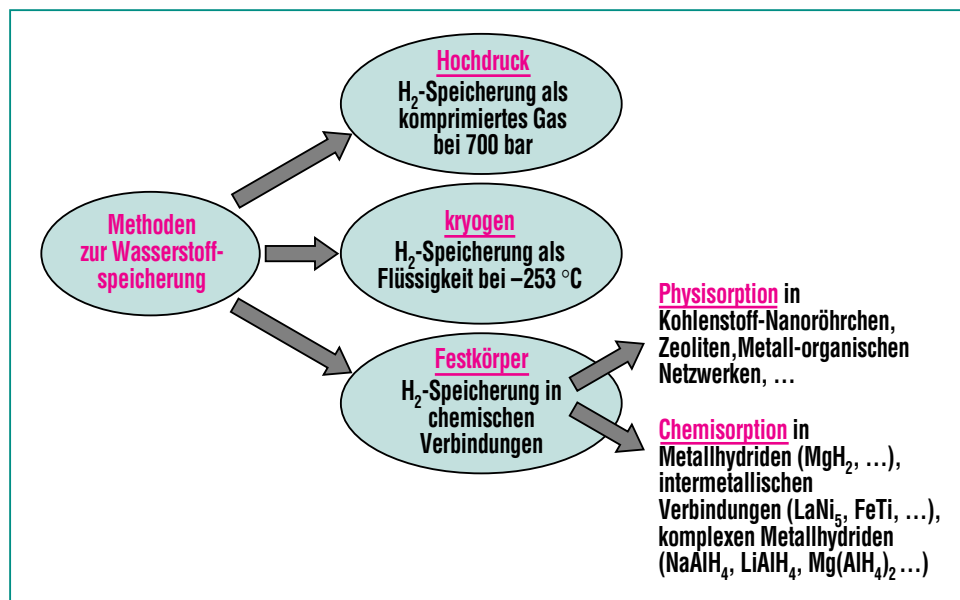 Hochdruck
H₂-Speicherung als
komprimiertes Gas
bei 700 bar
Methoden
zur Wasserstoff-
speicherung
kryogen
H₂-Speicherung als
Flüssigkeit bei –253 °C
Festkörper
H₂-Speicherung in
chemischen
Verbindungen
Physisorption in
Kohlenstoff-Nanoröhrchen,
Zeoliten,Metall-organischen
Netzwerken, …
Chemisorption in
Metallhydriden (MgH₂, …),
intermetallischen
Verbindungen (LaNi₅, FeTi, …),
komplexen Metallhydriden
(NaAlH₄, LiAlH₄, Mg(AlH₄)₂ …)